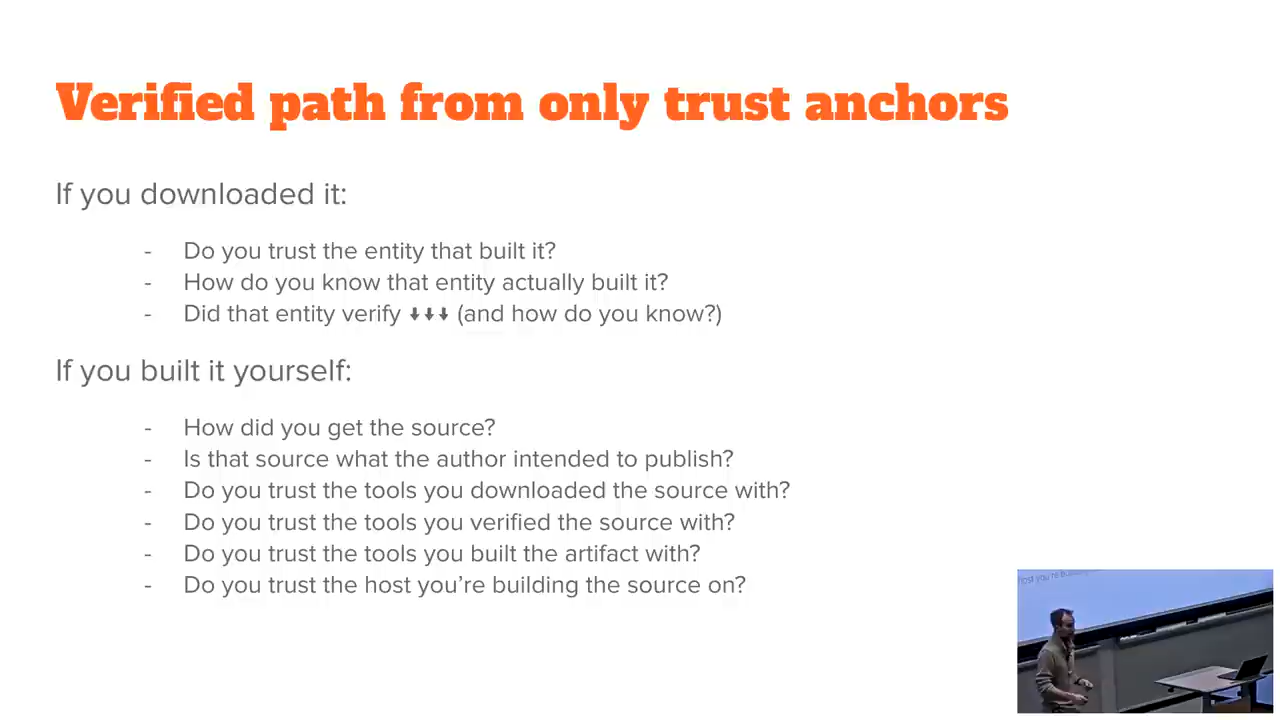 Verified path from only trust anchors
If you downloaded it:
- Do you trust the entity that built it?
- How do you know that entity actually built it?
- Did that entity verify ⬇⬇⬇ (and how do you know?)
If you built it yourself:
- How did you get the source?
- Is that source what the author intended to publish?
- Do you trust the tools you downloaded the source with?
- Do you trust the tools you verified the source with?
- Do you trust the tools you built the artifact with?
- Do you trust the host you’re building the source on?
host you're building